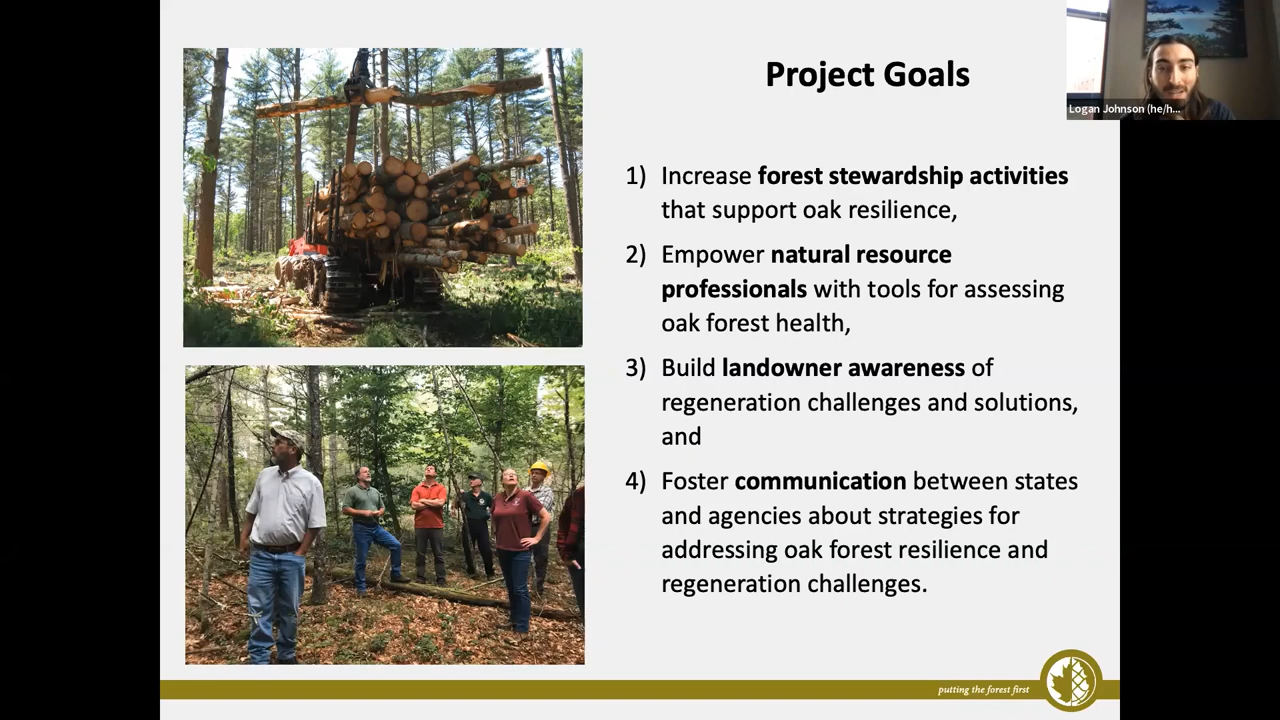 Project Goals
Logan Johnson (he/h...
1) Increase forest stewardship activities
that support oak resilience,
2) Empower natural resource
professionals with tools for assessing
oak forest health,
3) Build landowner awareness of
regeneration challenges and solutions,
and
4) Foster communication between states
and agencies about strategies for
addressing oak forest resilience and
regeneration challenges.
putting the forest first